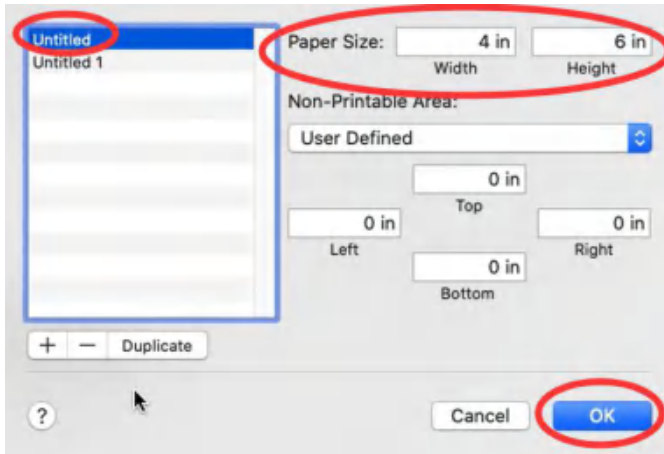 Untitled
Untitled 1
Paper Size: 4 in 6 in
Width Height
Non-Printable Area:
User Defined
0 in
Top
0 in 0 in
Left Right
0 in
Bottom
+ − Duplicate
? Cancel OK